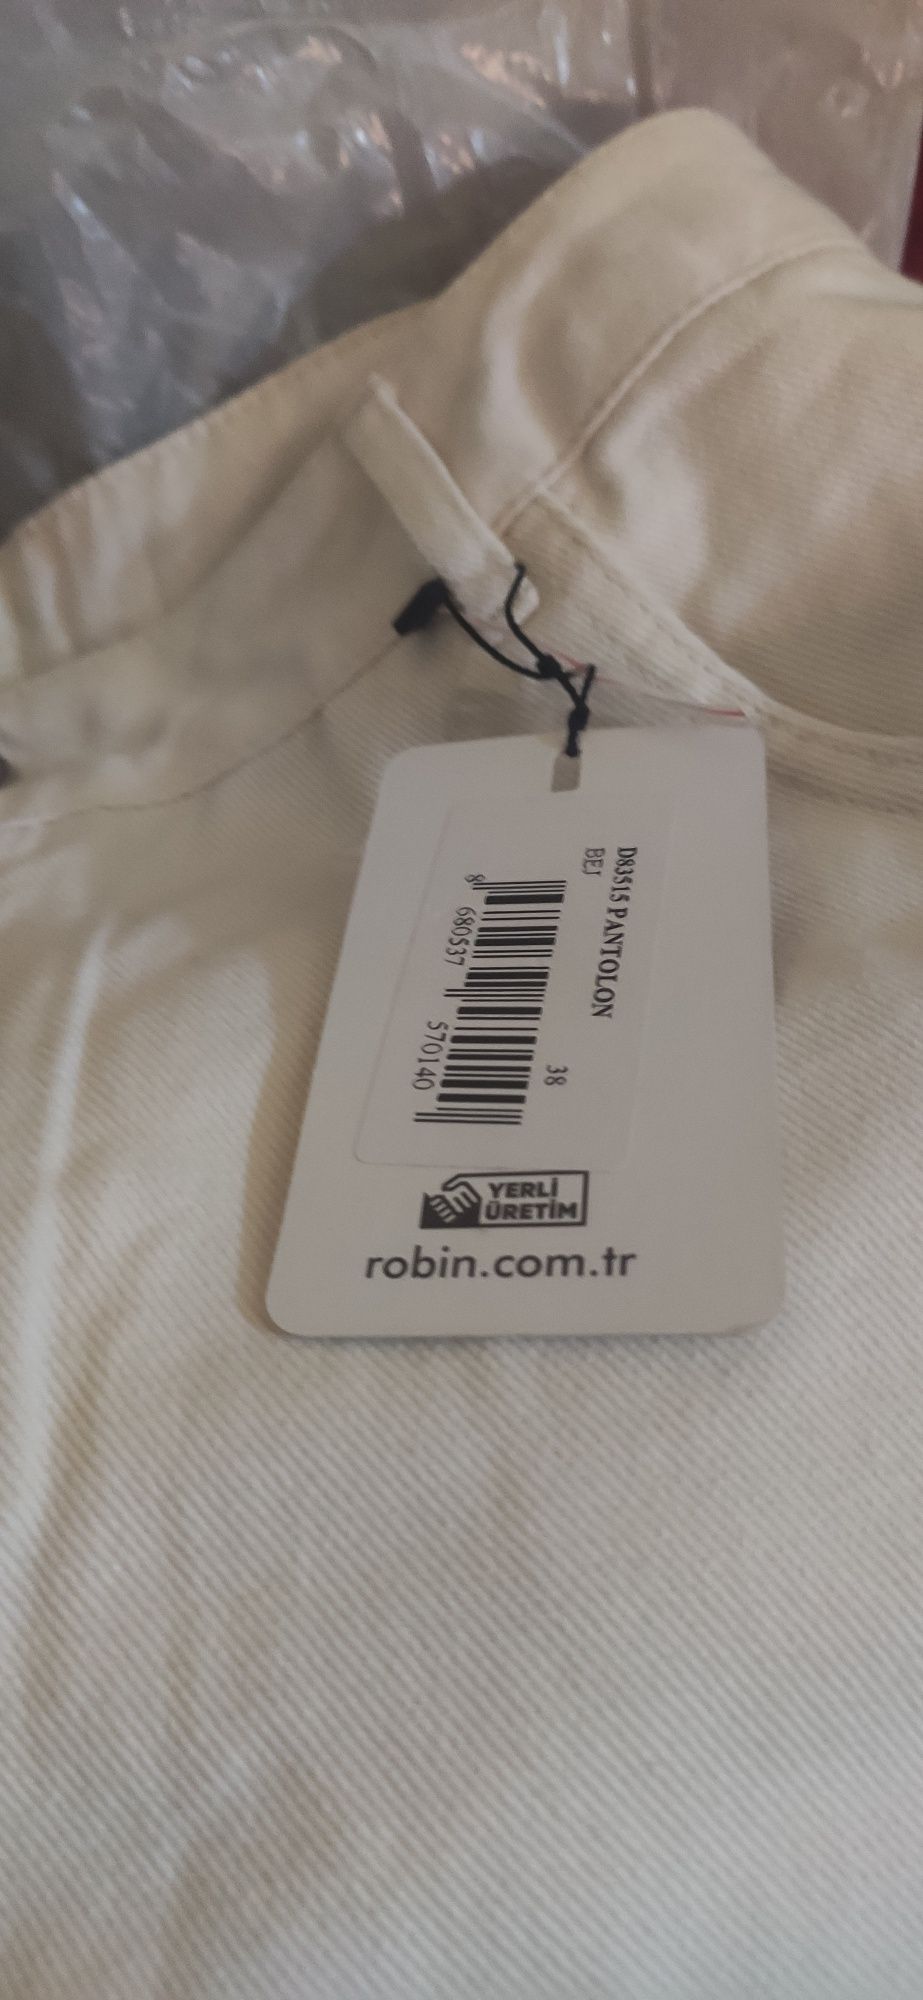 D83515 PANTOLON
BEJ
38
8 680537 570140
YERLİ
ÜRETİM
robin.com.tr